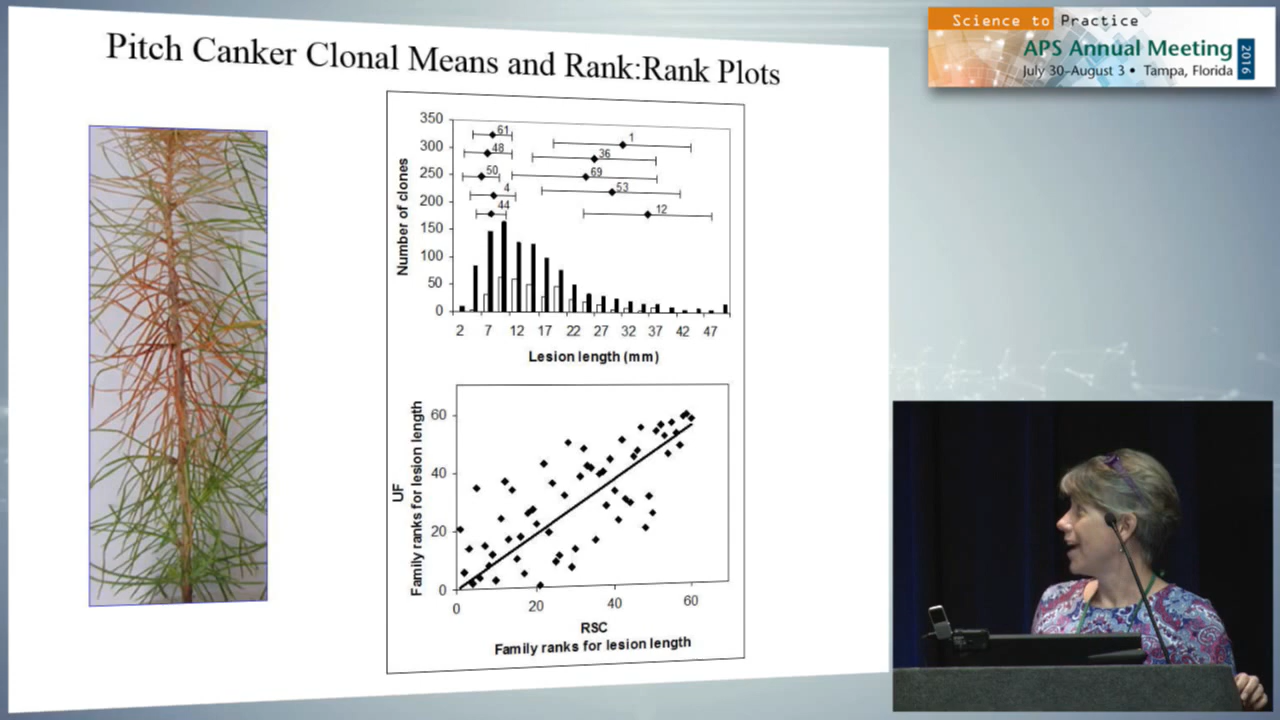 Science to Practice
APS Annual Meeting
2016
July 30-August 3 • Tampa, Florida
Pitch Canker Clonal Means and Rank:Rank Plots
350
300
250
200
150
100
50
0
Number of clones
61
48
50
4
44
1
36
69
53
12
2 7 12 17 22 27 32 37 42 47
Lesion length (mm)
60
40
20
0
UF
Family ranks for lesion length
0 20 40 60
RSC
Family ranks for lesion length